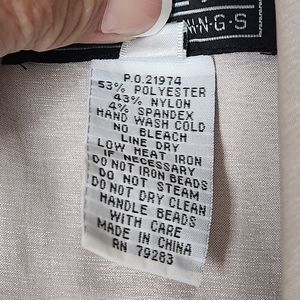 W·N·G·S
P.O.21974
53% POLYESTER
43% NYLON
4% SPANDEX
HAND WASH COLD
NO BLEACH
LINE DRY
LOW HEAT IRON
IF NECESSARY
DO NOT IRON BEADS
DO NOT STEAM
DO NOT DRY CLEAN
HANDLE BEADS
WITH CARE
MADE IN CHINA
RN 79283